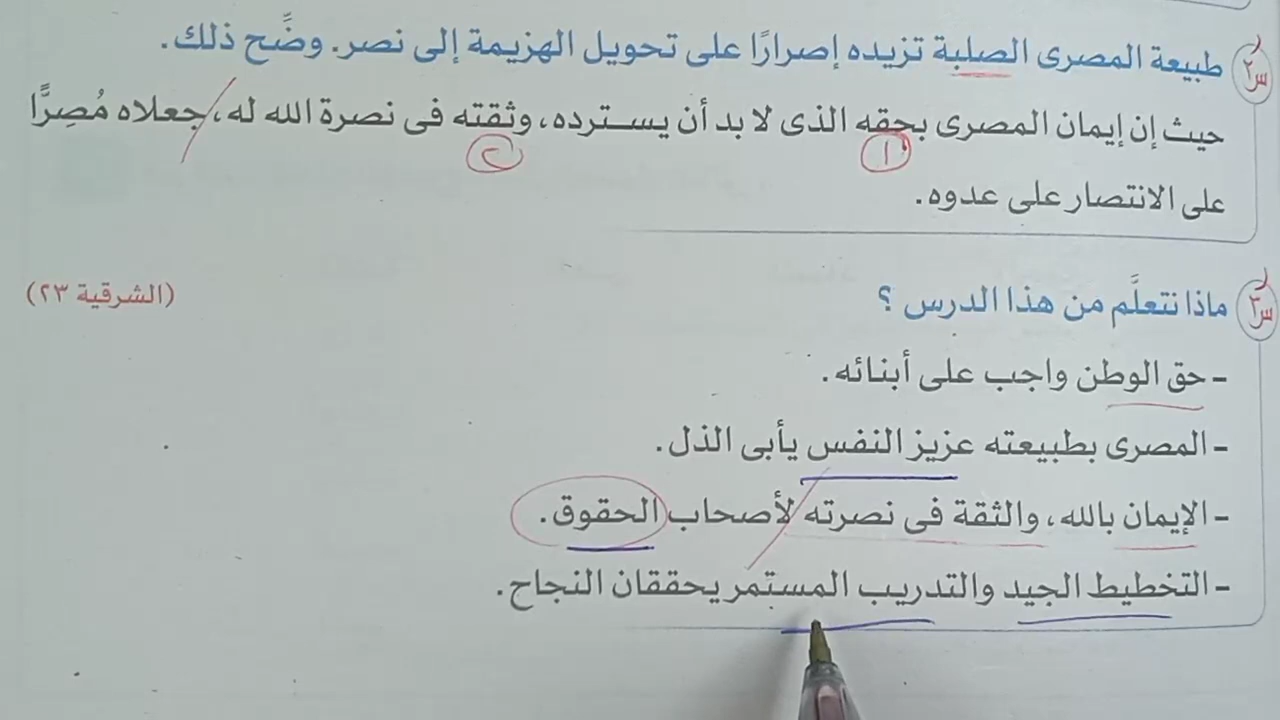 س٢ طبيعة المصرى الصلبة تزيده إصرارًا على تحويل الهزيمة إلى نصر. وضِّح ذلك.
حيث إن إيمان المصرى بحقه الذى لا بد أن يسترده، وثقته فى نصرة الله له، جعلاه مُصِرًّا
١ ٢
على الانتصار على عدوه.
س٣ ماذا نتعلَّم من هذا الدرس ؟ (الشرقية ٢٣)
- حق الوطن واجب على أبنائه.
- المصرى بطبيعته عزيز النفس يأبى الذل.
- الإيمان بالله، والثقة فى نصرته لأصحاب الحقوق.
- التخطيط الجيد والتدريب المستمر يحققان النجاح.